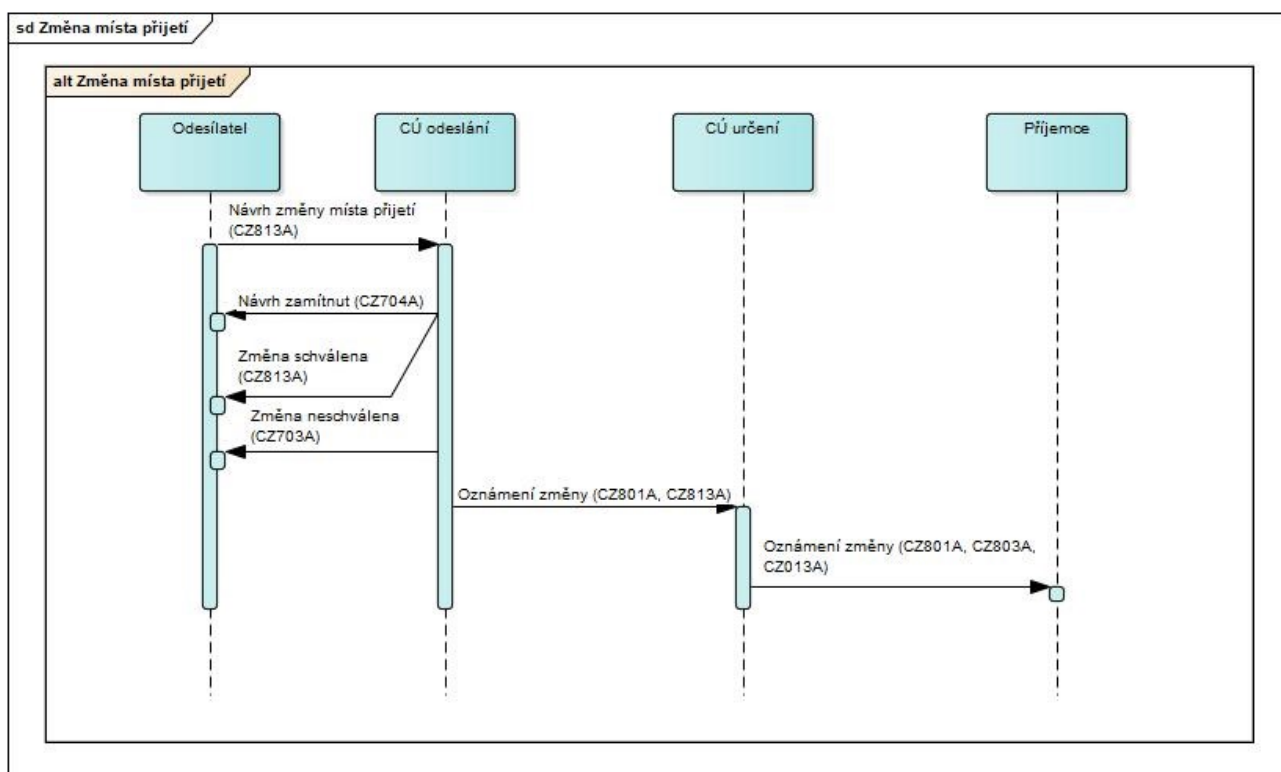 sd Změna místa přijetí
alt Změna místa přijetí
Odesílatel
CÚ odeslání
CÚ určení
Příjemce
Návrh změny místa přijetí
(CZ813A)
Návrh zamítnut (CZ704A)
Změna schválena
(CZ813A)
Změna neschválena
(CZ703A)
Oznámení změny (CZ801A, CZ813A)
Oznámení změny (CZ801A, CZ803A,
CZ013A)